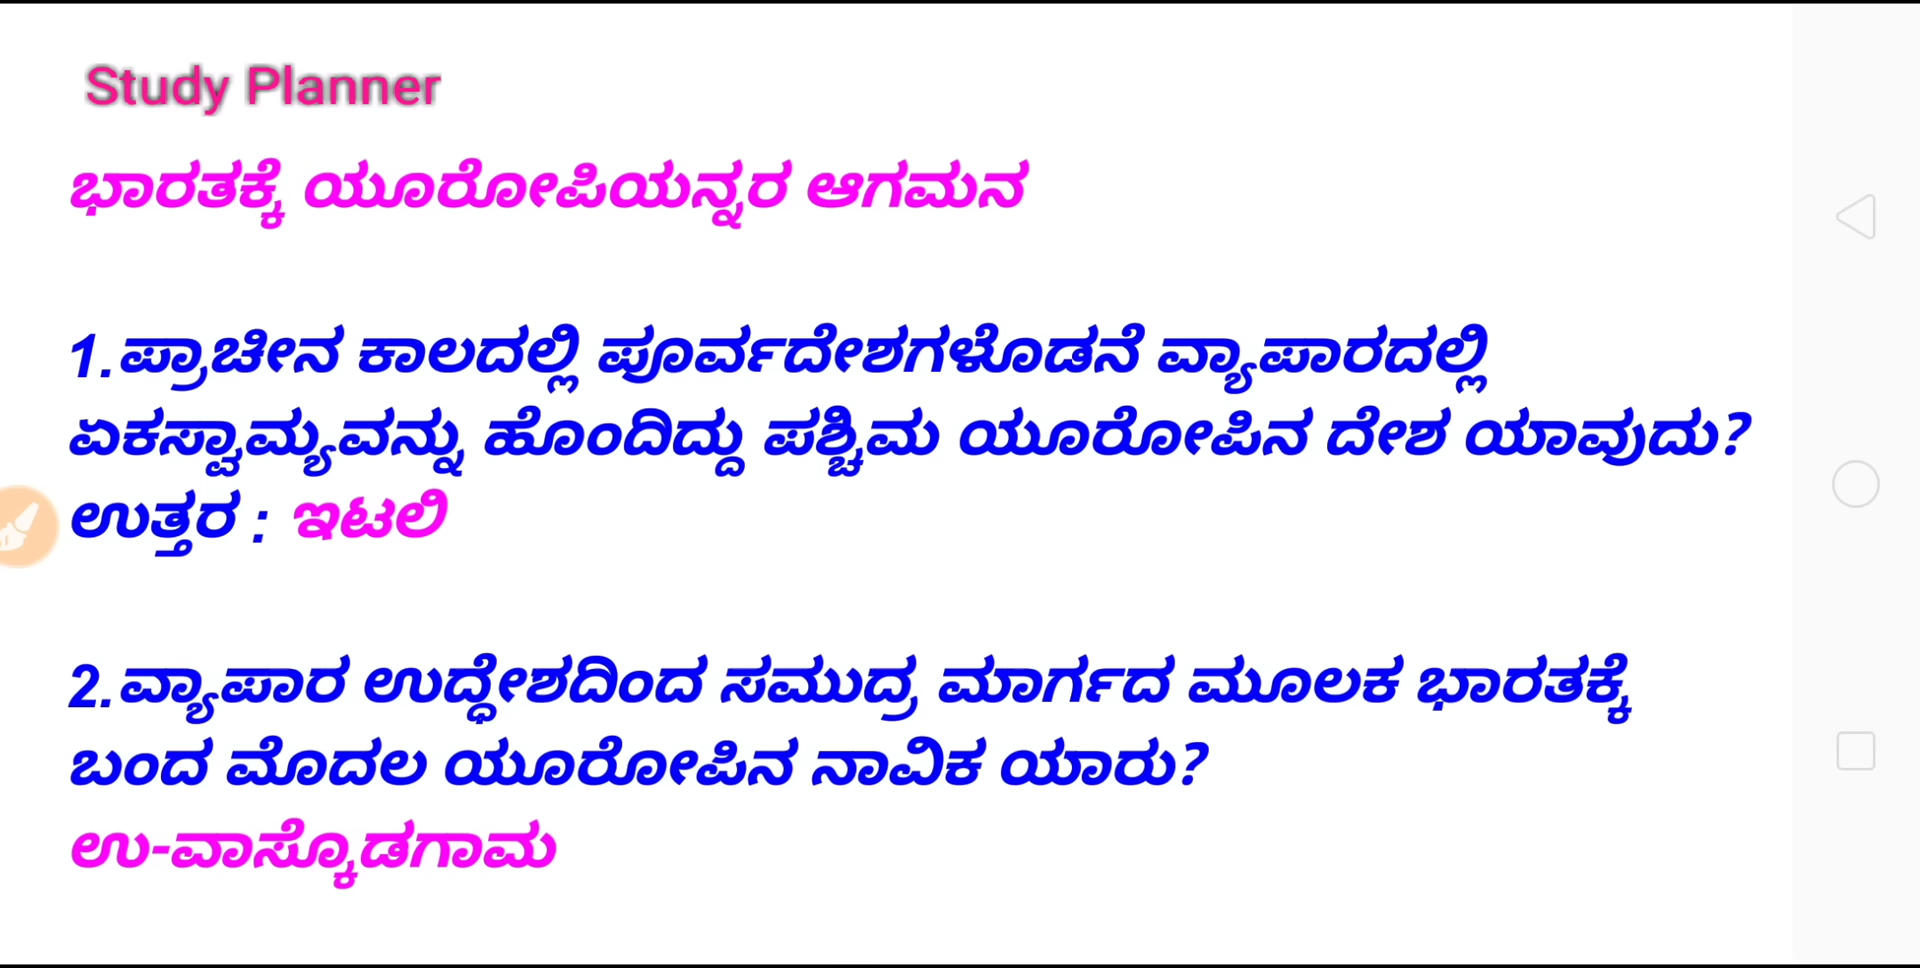 Study Planner
ಭಾರತಕ್ಕೆ ಯೂರೋಪಿಯನ್ನರ ಆಗಮನ
1.ಪ್ರಾಚೀನ ಕಾಲದಲ್ಲಿ ಪೂರ್ವದೇಶಗಳೊಡನೆ ವ್ಯಾಪಾರದಲ್ಲಿ
ಏಕಸ್ವಾಮ್ಯವನ್ನು ಹೊಂದಿದ್ದು ಪಶ್ಚಿಮ ಯೂರೋಪಿನ ದೇಶ ಯಾವುದು?
ಉತ್ತರ : ಇಟಲಿ
2.ವ್ಯಾಪಾರ ಉದ್ಧೇಶದಿಂದ ಸಮುದ್ರ ಮಾರ್ಗದ ಮೂಲಕ ಭಾರತಕ್ಕೆ
ಬಂದ ಮೊದಲ ಯೂರೋಪಿನ ನಾವಿಕ ಯಾರು?
ಉ-ವಾಸ್ಕೊಡಗಾಮ